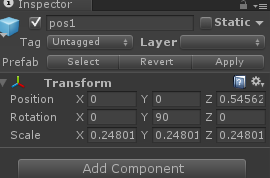 Inspector
pos1 Static
Tag Untagged Layer
Prefab Select Revert Apply
Transform
Position X 0 Y 0 Z 0.54562
Rotation X 0 Y 90 Z 0
Scale X 0.24801 Y 0.24801 Z 0.24801
Add Component